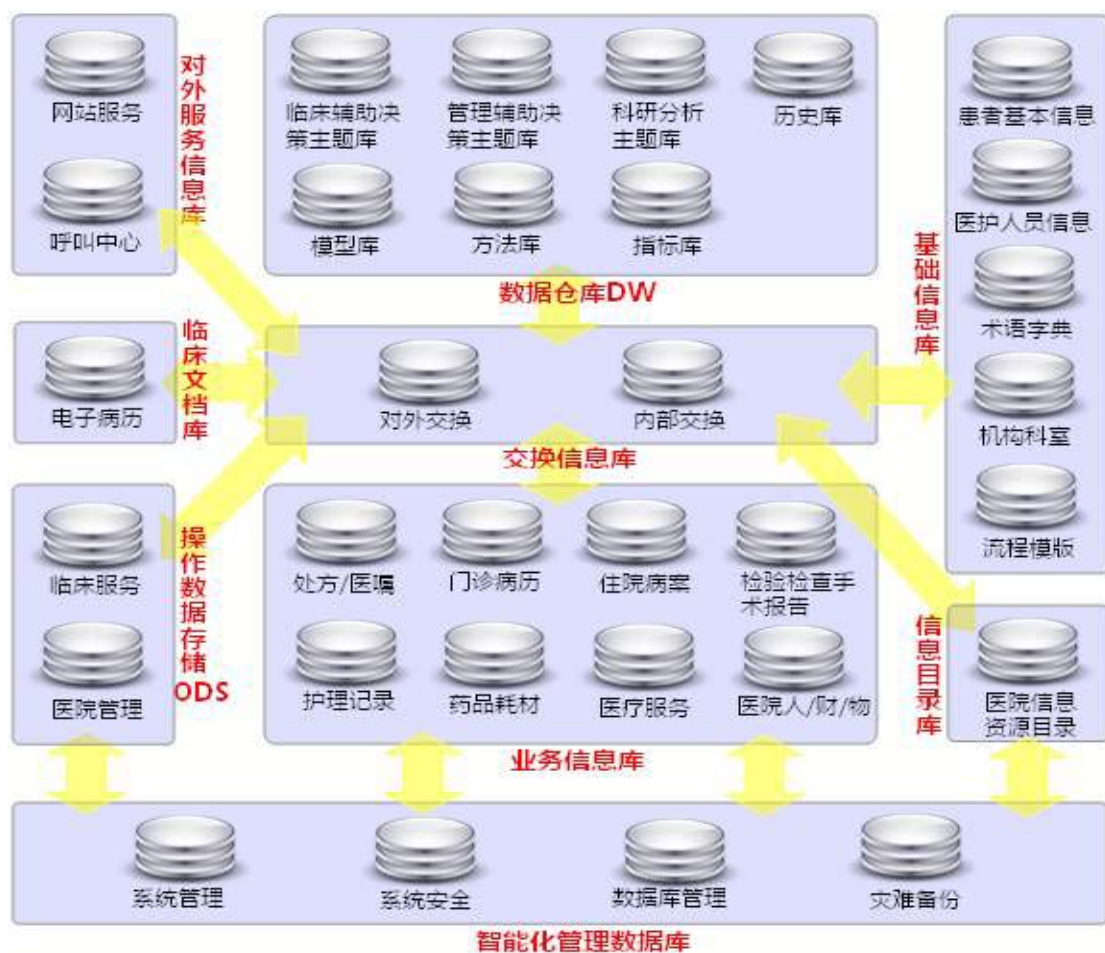 网站服务
呼叫中心
对外服务信息库
临床辅助决
策主题库
管理辅助决
策主题库
科研分析
主题库
历史库
模型库
方法库
指标库
数据仓库DW
患者基本信息
医护人员信息
术语字典
机构科室
流程模版
基础信息库
电子病历
临床文档库
对外交换
内部交换
交换信息库
临床服务
医院管理
操作数据存储
ODS
处方/医嘱
门诊病历
住院病案
检验检查手
术报告
护理记录
药品耗材
医疗服务
医院人/财/物
业务信息库
信息目录库
医院信息
资源目录
系统管理
系统安全
数据库管理
灾难备份
智能化管理数据库